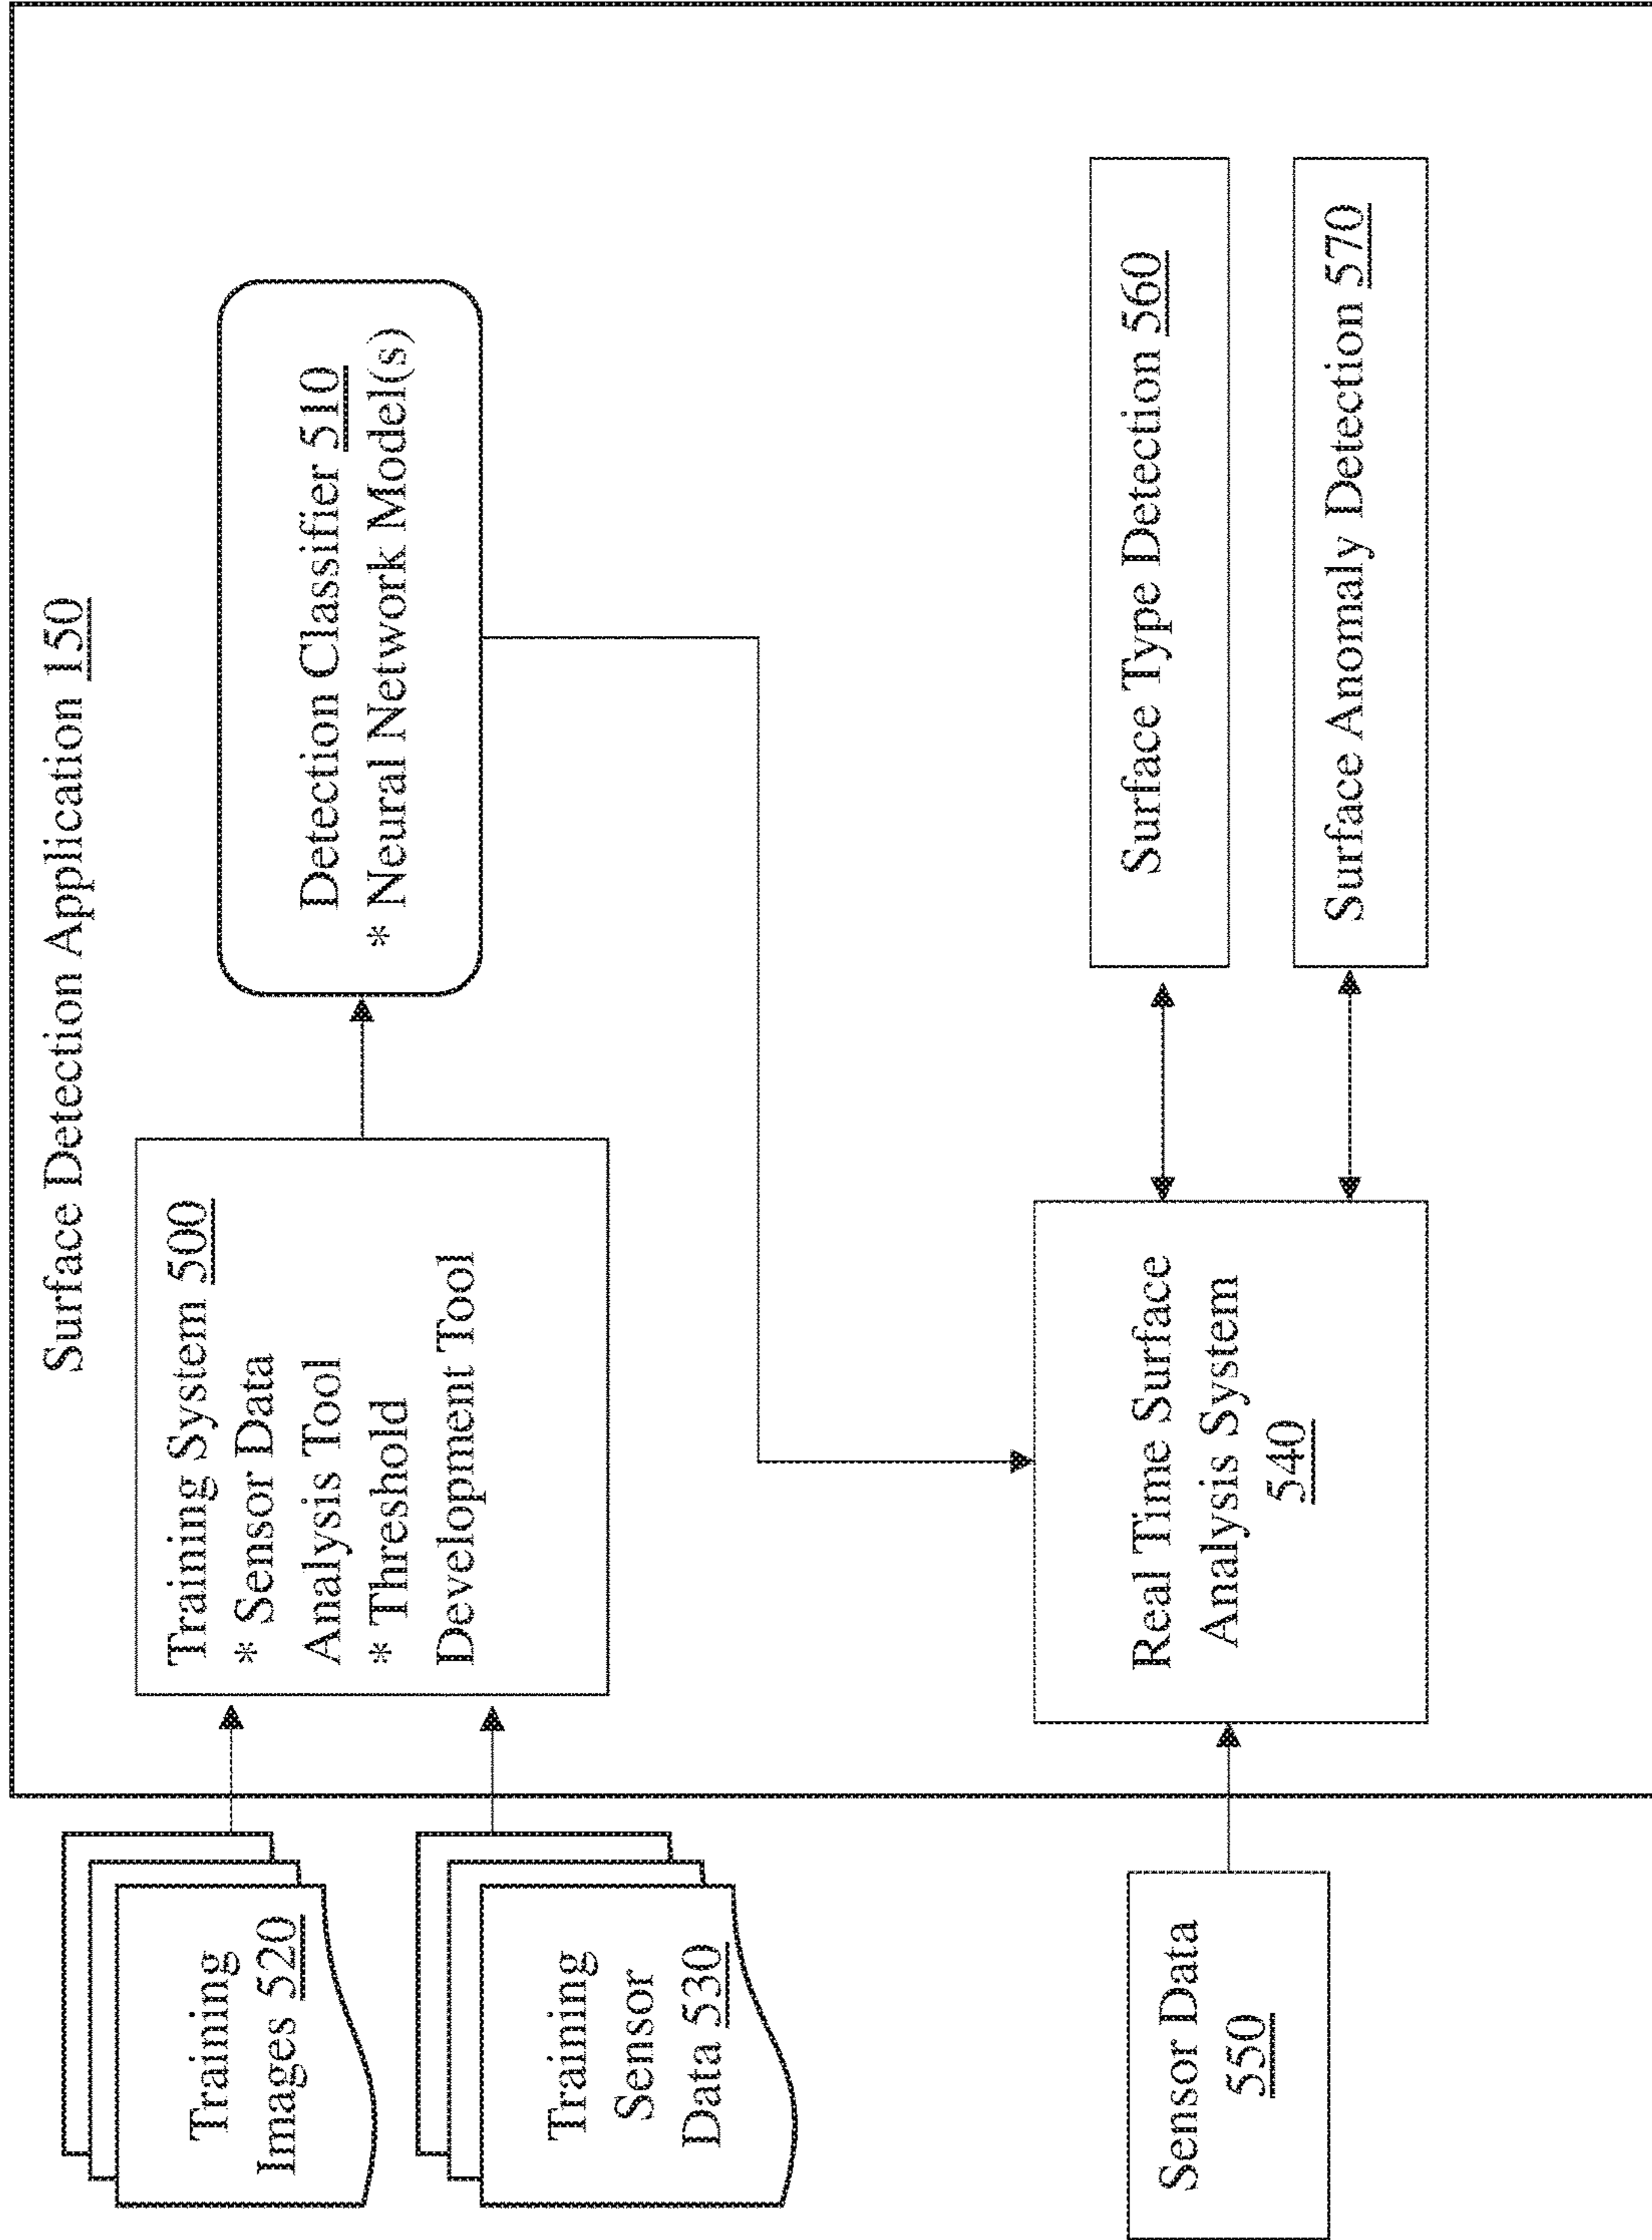 Surface Detection Application 150
Training
Images 520
Training
Sensor
Data 530
Training System 500
* Sensor Data
Analysis Tool
* Threshold
Development Tool
Detection Classifier 510
* Neural Network Model(s)
Sensor Data
550
Real Time Surface
Analysis System
540
Surface Type Detection 560
Surface Anomaly Detection 570